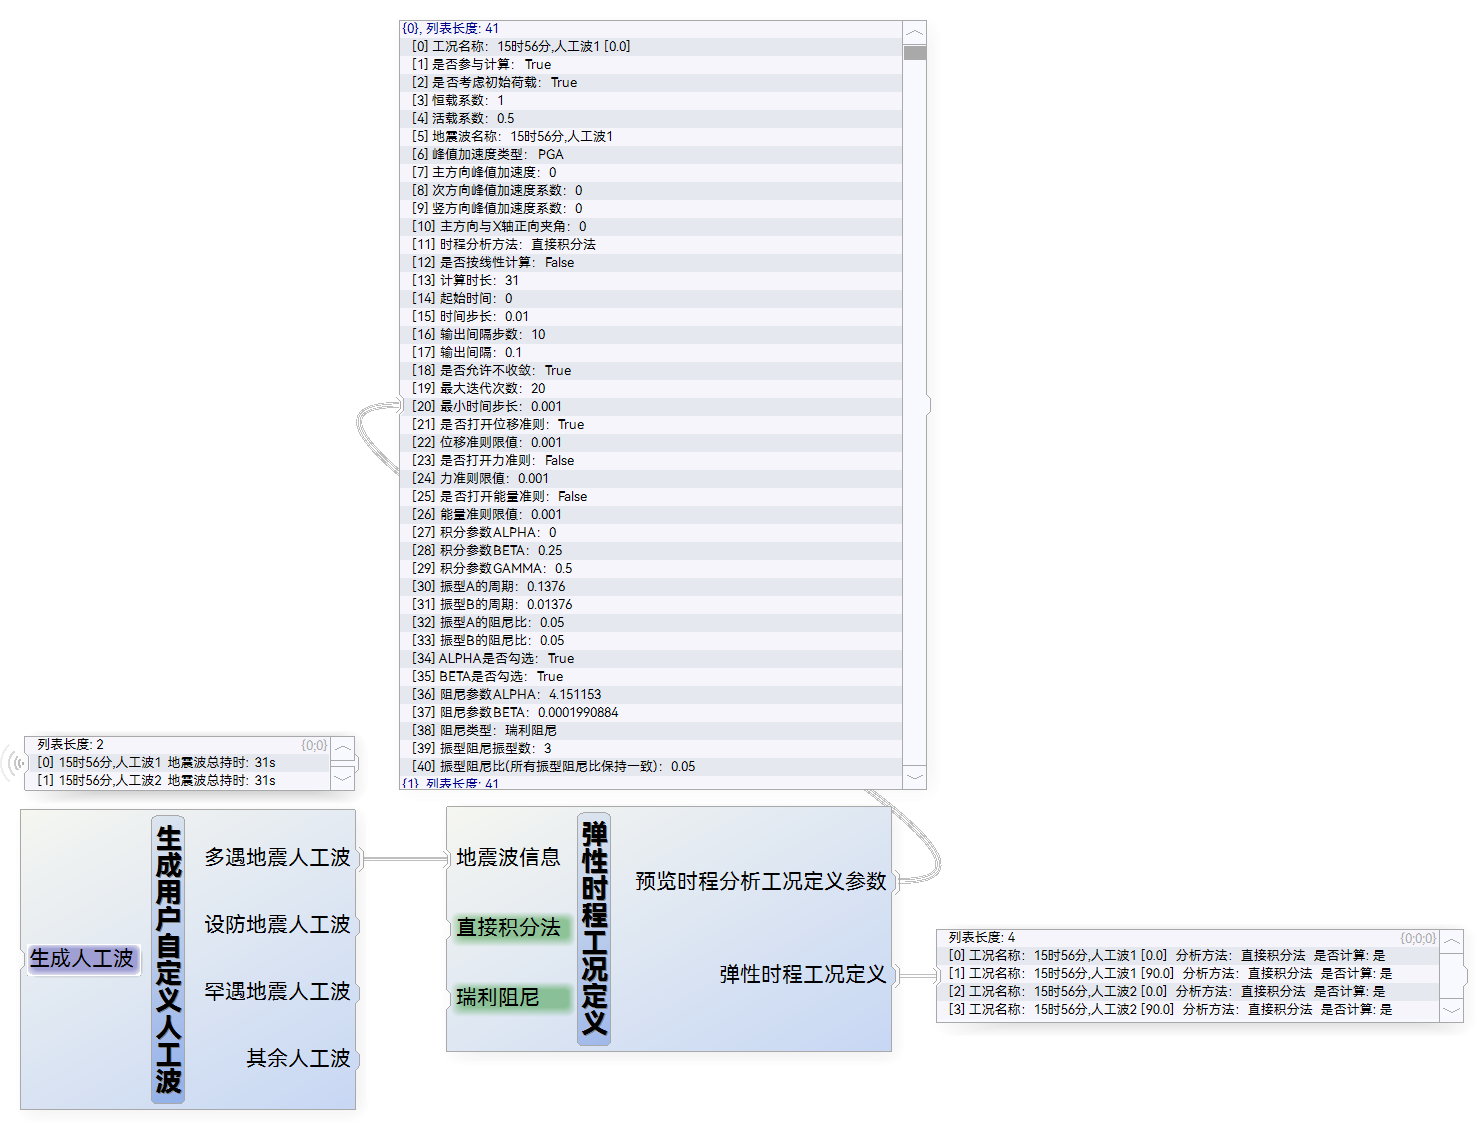 {0}, 列表长度: 41
[0] 工况名称: 15时56分,人工波1 [0.0]
[1] 是否参与计算: True
[2] 是否考虑初始荷载: True
[3] 恒载系数: 1
[4] 活载系数: 0.5
[5] 地震波名称: 15时56分,人工波1
[6] 峰值加速度类型: PGA
[7] 主方向峰值加速度: 0
[8] 次方向峰值加速度系数: 0
[9] 竖方向峰值加速度系数: 0
[10] 主方向与X轴正向夹角: 0
[11] 时程分析方法: 直接积分法
[12] 是否按线性计算: False
[13] 计算时长: 31
[14] 起始时间: 0
[15] 时间步长: 0.01
[16] 输出间隔步数: 10
[17] 输出间隔: 0.1
[18] 是否允许不收敛: True
[19] 最大迭代次数: 20
[20] 最小时间步长: 0.001
[21] 是否打开位移准则: True
[22] 位移准则限值: 0.001
[23] 是否打开力准则: False
[24] 力准则限值: 0.001
[25] 是否打开能量准则: False
[26] 能量准则限值: 0.001
[27] 积分参数ALPHA: 0
[28] 积分参数BETA: 0.25
[29] 积分参数GAMMA: 0.5
[30] 振型A的周期: 0.1376
[31] 振型B的周期: 0.01376
[32] 振型A的阻尼比: 0.05
[33] 振型B的阻尼比: 0.05
[34] ALPHA是否勾选: True
[35] BETA是否勾选: True
[36] 阻尼参数ALPHA: 4.151153
[37] 阻尼参数BETA: 0.0001990884
[38] 阻尼类型: 瑞利阻尼
[39] 振型阻尼振型数: 3
[40] 振型阻尼比(所有振型阻尼比保持一致): 0.05
{1}, 列表长度: 41
列表长度: 2 {0;0}
[0] 15时56分,人工波1 地震波总持时: 31s
[1] 15时56分,人工波2 地震波总持时: 31s
生成人工波
生成用户自定义人工波
多遇地震人工波
设防地震人工波
罕遇地震人工波
其余人工波
地震波信息
直接积分法
瑞利阻尼
弹性时程工况定义
预览时程分析工况定义参数
弹性时程工况定义
列表长度: 4 {0;0;0}
[0] 工况名称: 15时56分,人工波1 [0.0] 分析方法: 直接积分法 是否计算: 是
[1] 工况名称: 15时56分,人工波1 [90.0] 分析方法: 直接积分法 是否计算: 是
[2] 工况名称: 15时56分,人工波2 [0.0] 分析方法: 直接积分法 是否计算: 是
[3] 工况名称: 15时56分,人工波2 [90.0] 分析方法: 直接积分法 是否计算: 是